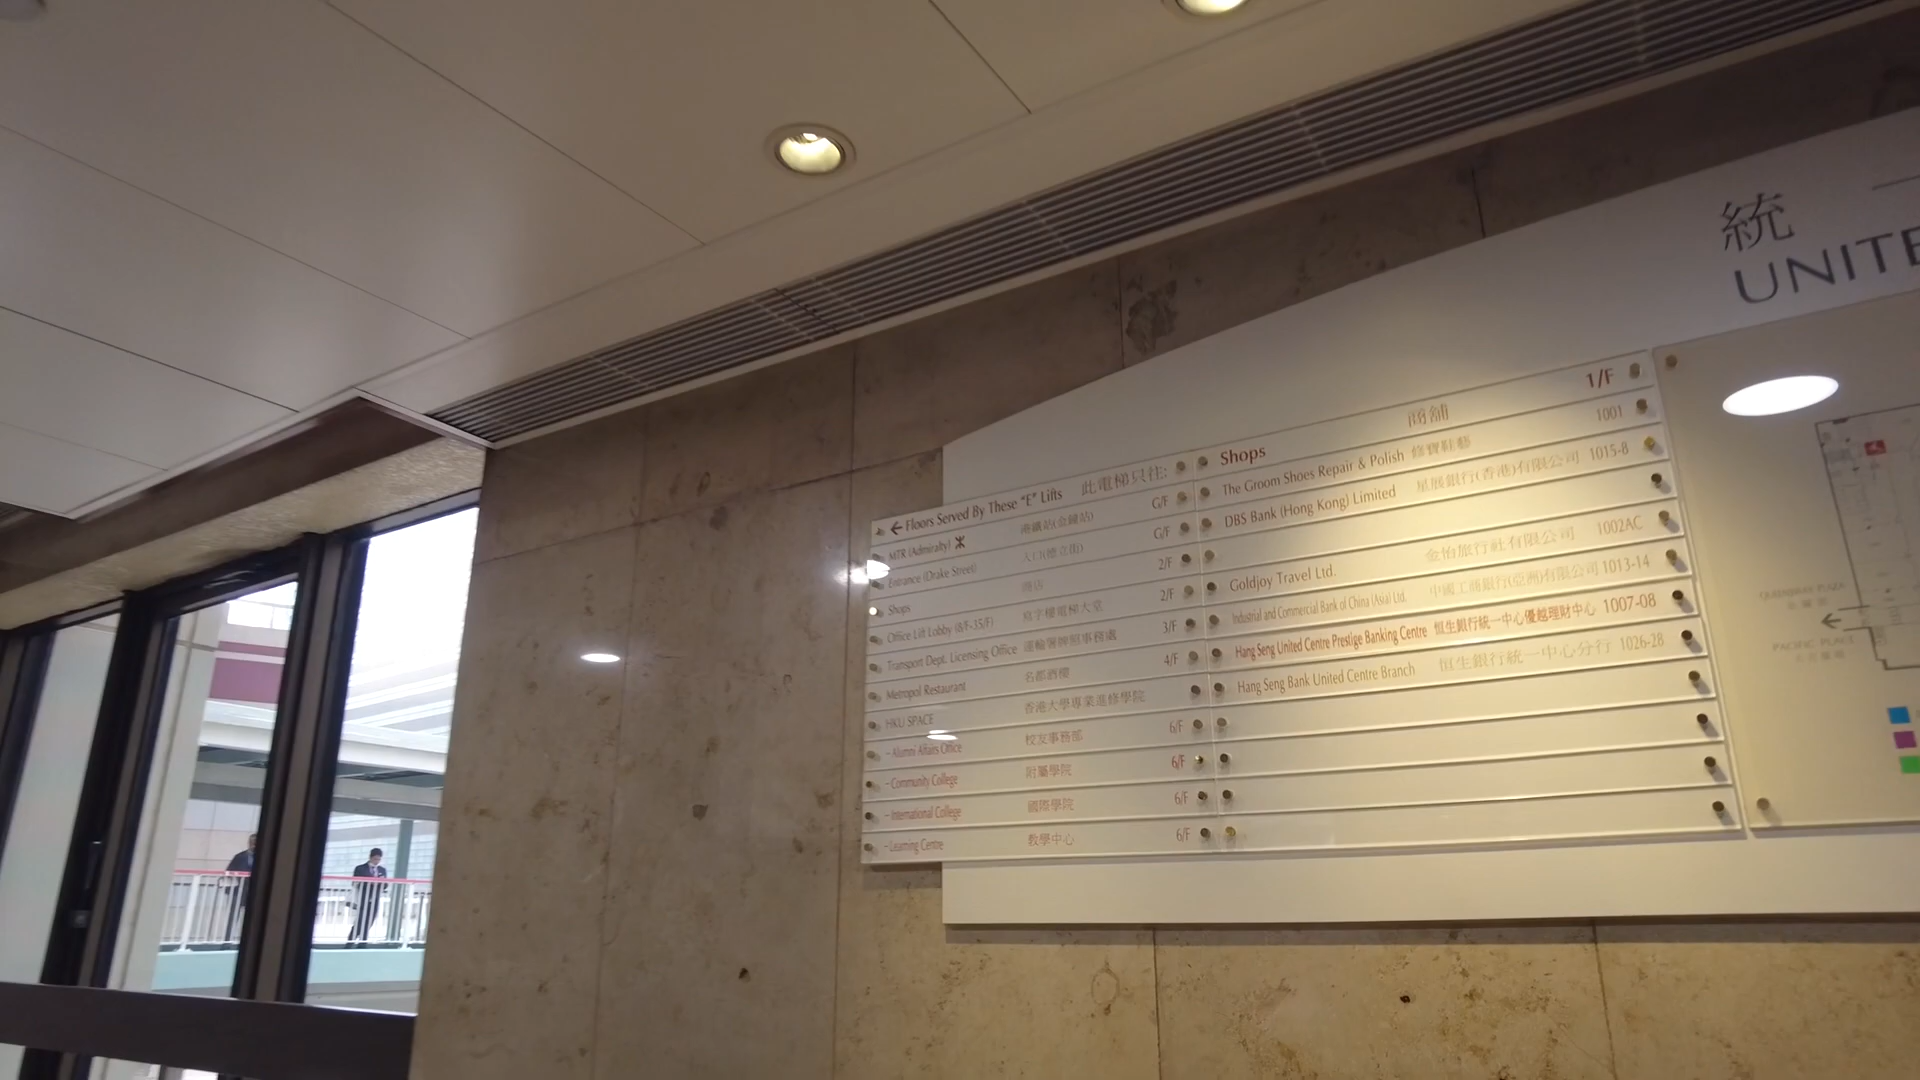 統一
UNITE
← Floors Served By These "E" Lifts 此電梯只往:
MTR (Admiralty) 港鐵站(金鐘站) G/F
Entrance (Drake Street) 入口(德立街) G/F
Shops 商店 2/F
Office Lift Lobby (8/F-35/F) 寫字樓電梯大堂 2/F
Transport Dept. Licensing Office 運輸署牌照事務處 3/F
Metropol Restaurant 名都酒樓 4/F
HKU SPACE 香港大學專業進修學院
- Alumni Affairs Office 校友事務部 6/F
- Community College 附屬學院 6/F
- International College 國際學院 6/F
- Learning Centre 教學中心 6/F
Shops 商舖 1/F
The Groom Shoes Repair & Polish 修寶鞋藝 1001
DBS Bank (Hong Kong) Limited 星展銀行(香港)有限公司 1015-8
Goldjoy Travel Ltd. 金怡旅行社有限公司 1002AC
Industrial and Commercial Bank of China (Asia) Ltd. 中國工商銀行(亞洲)有限公司 1013-14
Hang Seng United Centre Prestige Banking Centre 恒生銀行統一中心優越理財中心 1007-08
Hang Seng Bank United Centre Branch 恒生銀行統一中心分行 1026-28
QUEENSWAY PLAZA
金鐘廊
←
PACIFIC PLACE
太古廣場